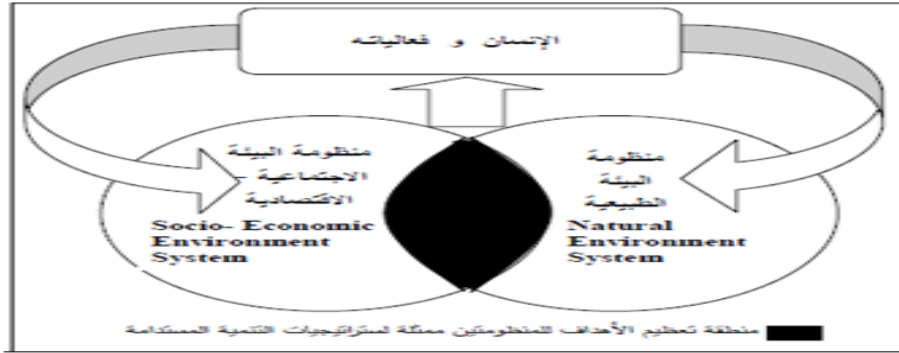 الإنسان و فعالياته
منظومة البيئة
الاجتماعية -
الاقتصادية
Socio- Economic
Environment
System
منظومة
البيئة
الطبيعية
Natural
Environment
System
منطقة تعظيم الأهداف للمنظومتين ممثلة لستراتيجيات التنمية المستدامة